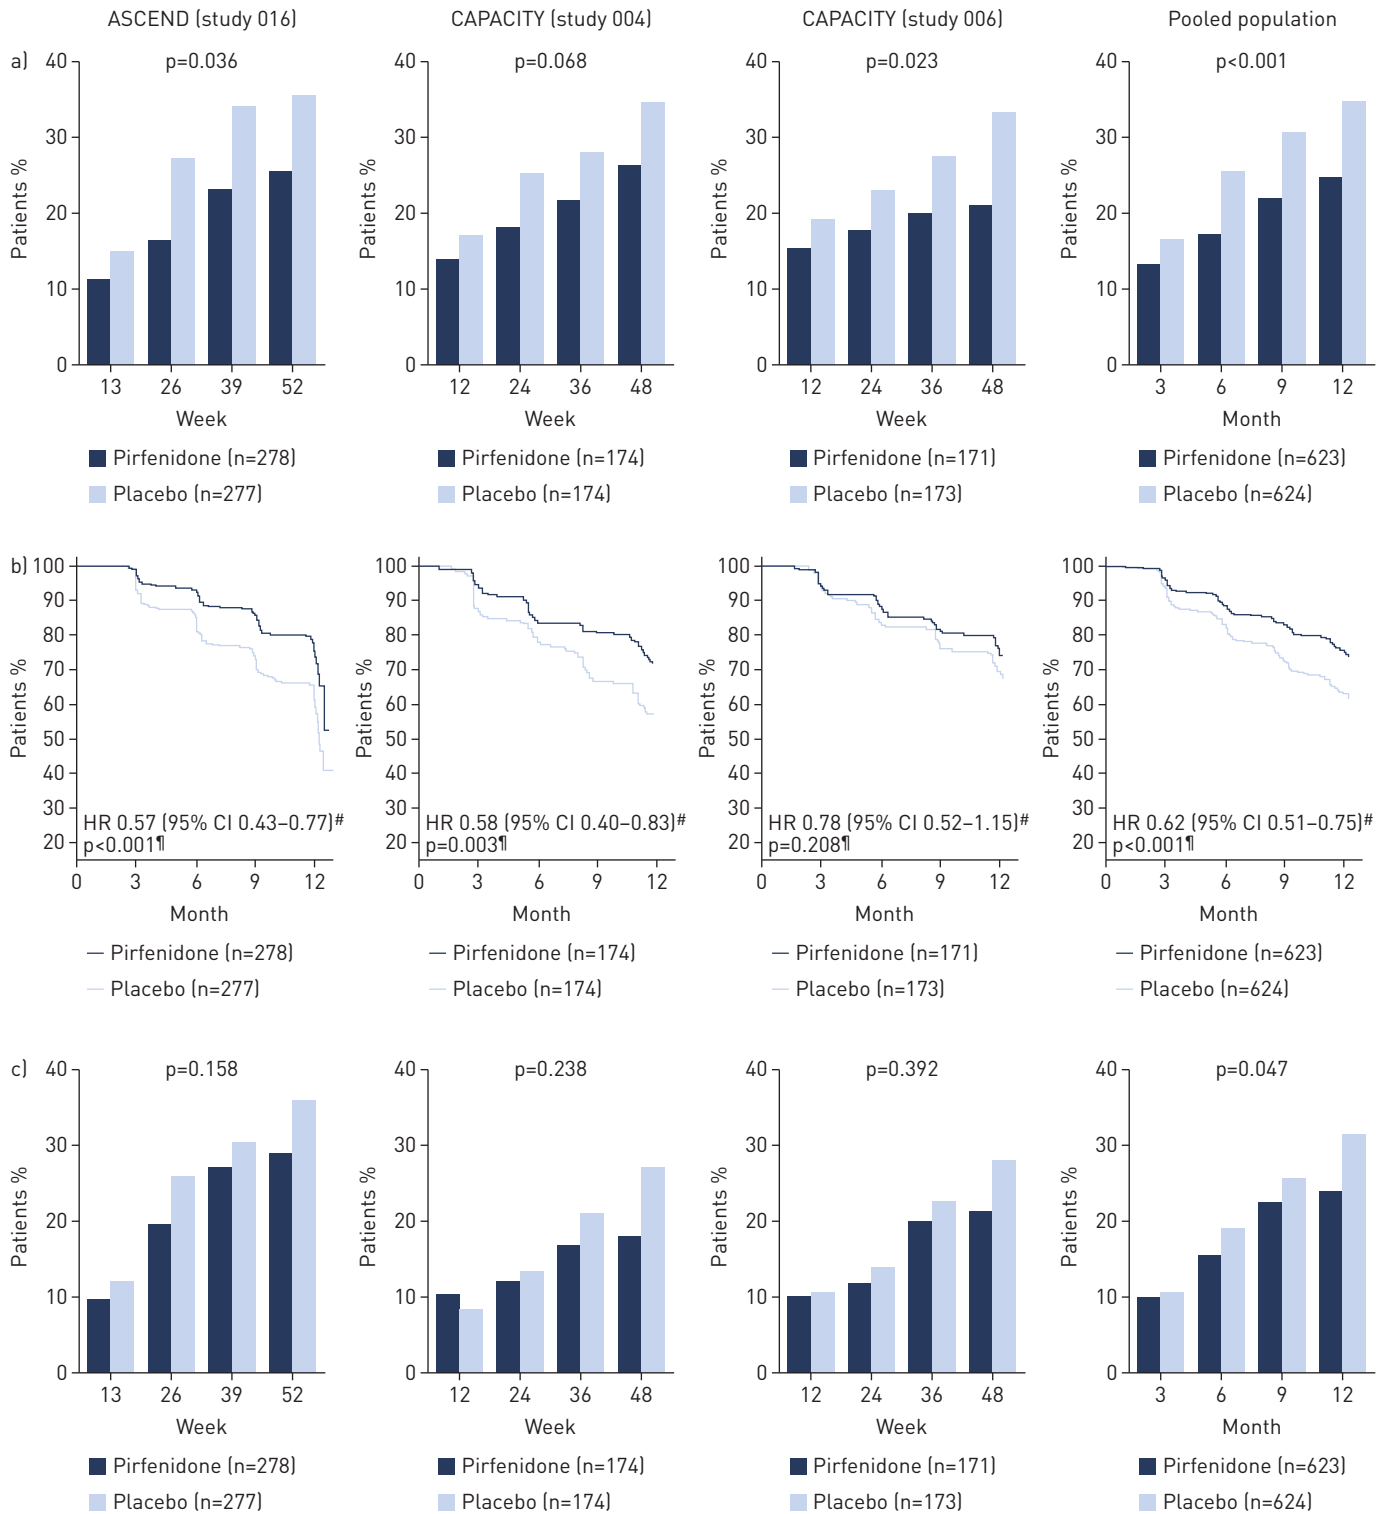 ASCEND (study 016) CAPACITY (study 004) CAPACITY (study 006) Pooled population
a) 40 p=0.036 40 p=0.068 40 p=0.023 40 p<0.001
30 30 30 30
Patients % Patients % Patients % Patients %
20 20 20 20
10 10 10 10
0 0 0 0
13 26 39 52 12 24 36 48 12 24 36 48 3 6 9 12
Week Week Week Month
Pirfenidone (n=278) Pirfenidone (n=174) Pirfenidone (n=171) Pirfenidone (n=623)
Placebo (n=277) Placebo (n=174) Placebo (n=173) Placebo (n=624)
b) 100 100 100 100
90 90 90 90
80 80 80 80
70 70 70 70
Patients % Patients % Patients % Patients %
60 60 60 60
50 50 50 50
40 40 40 40
30 30 30 30
HR 0.57 (95% CI 0.43–0.77)# HR 0.58 (95% CI 0.40–0.83)# HR 0.78 (95% CI 0.52–1.15)# HR 0.62 (95% CI 0.51–0.75)#
20 p<0.001¶ 20 p=0.003¶ 20 p=0.208¶ 20 p<0.001¶
0 3 6 9 12 0 3 6 9 12 0 3 6 9 12 0 3 6 9 12
Month Month Month Month
Pirfenidone (n=278) Pirfenidone (n=174) Pirfenidone (n=171) Pirfenidone (n=623)
Placebo (n=277) Placebo (n=174) Placebo (n=173) Placebo (n=624)
c) 40 p=0.158 40 p=0.238 40 p=0.392 40 p=0.047
30 30 30 30
Patients % Patients % Patients % Patients %
20 20 20 20
10 10 10 10
0 0 0 0
13 26 39 52 12 24 36 48 12 24 36 48 3 6 9 12
Week Week Week Month
Pirfenidone (n=278) Pirfenidone (n=174) Pirfenidone (n=171) Pirfenidone (n=623)
Placebo (n=277) Placebo (n=174) Placebo (n=173) Placebo (n=624)